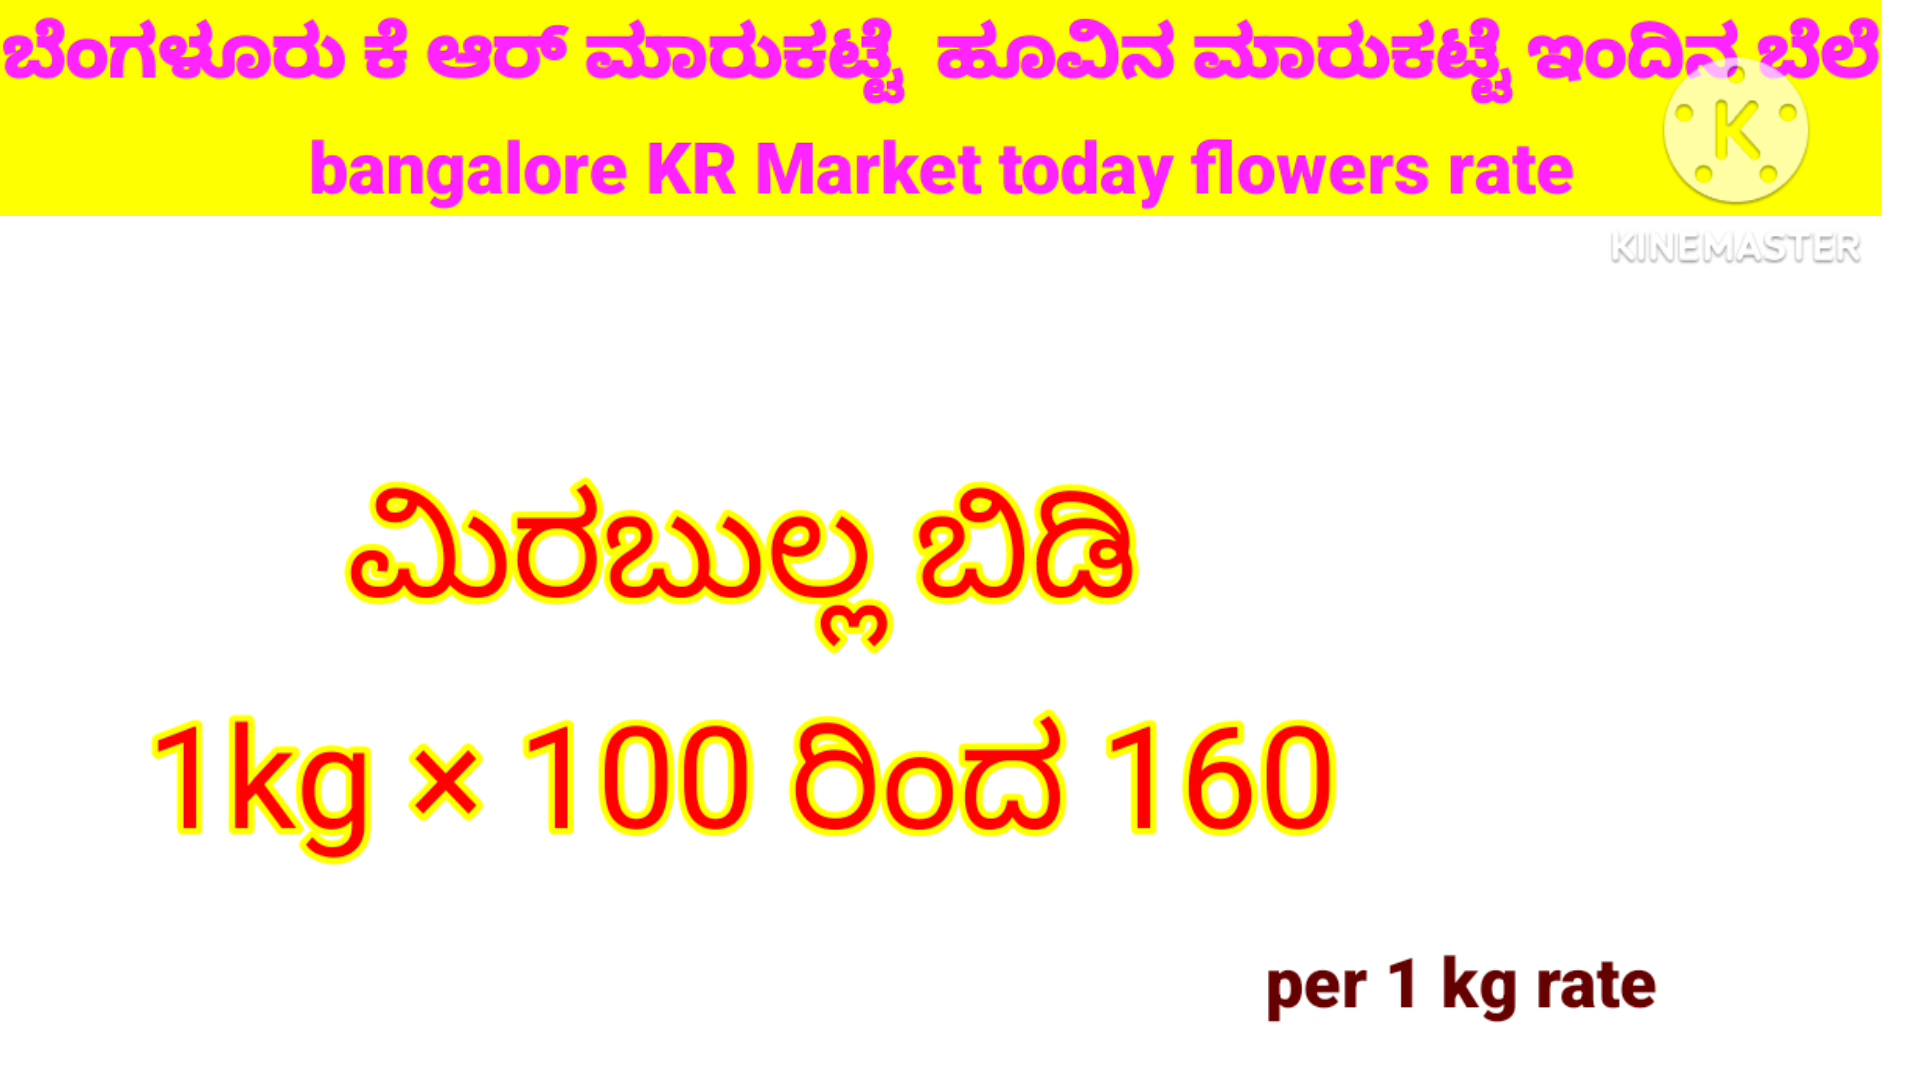 ಬೆಂಗಳೂರು ಕೆ ಆರ್ ಮಾರುಕಟ್ಟೆ ಹೂವಿನ ಮಾರುಕಟ್ಟೆ ಇಂದಿನ ಬೆಲೆ
bangalore KR Market today flowers rate
K
KINEMASTER
ಮಿರಬುಲ್ಲ ಬಿಡಿ
1kg × 100 ರಿಂದ 160
per 1 kg rate